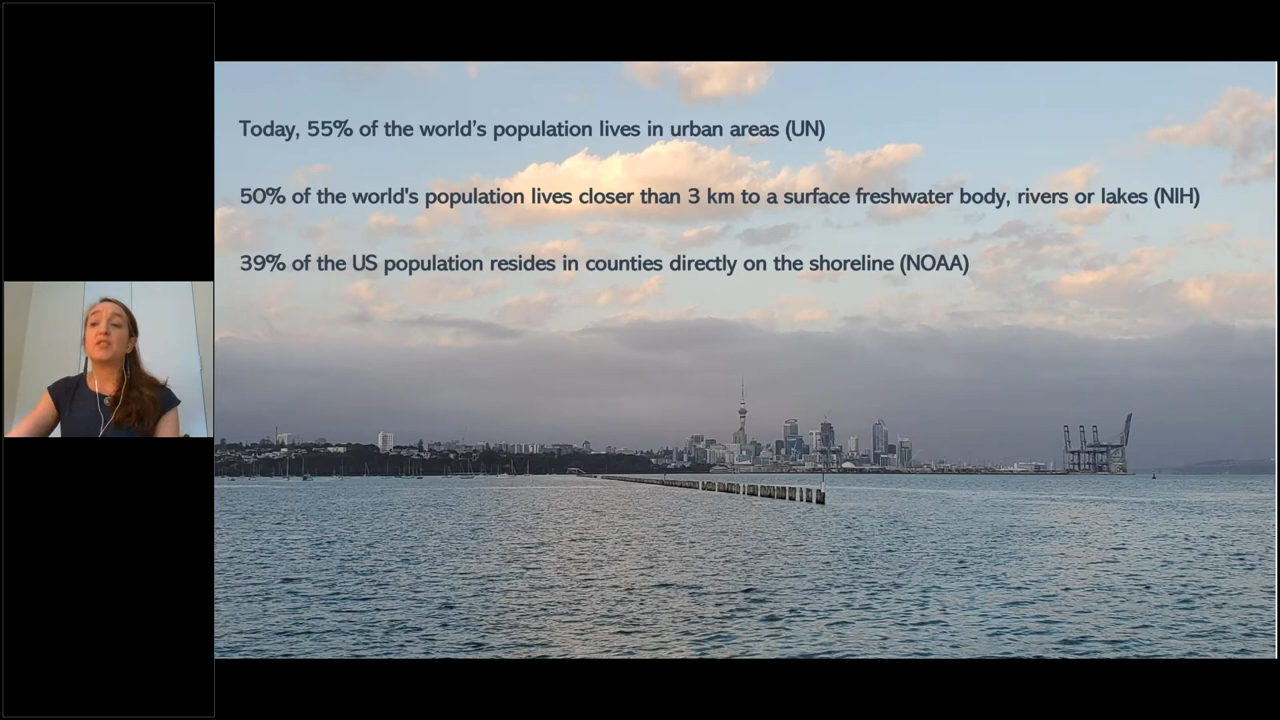 Today, 55% of the world’s population lives in urban areas (UN)
50% of the world's population lives closer than 3 km to a surface freshwater body, rivers or lakes (NIH)
39% of the US population resides in counties directly on the shoreline (NOAA)